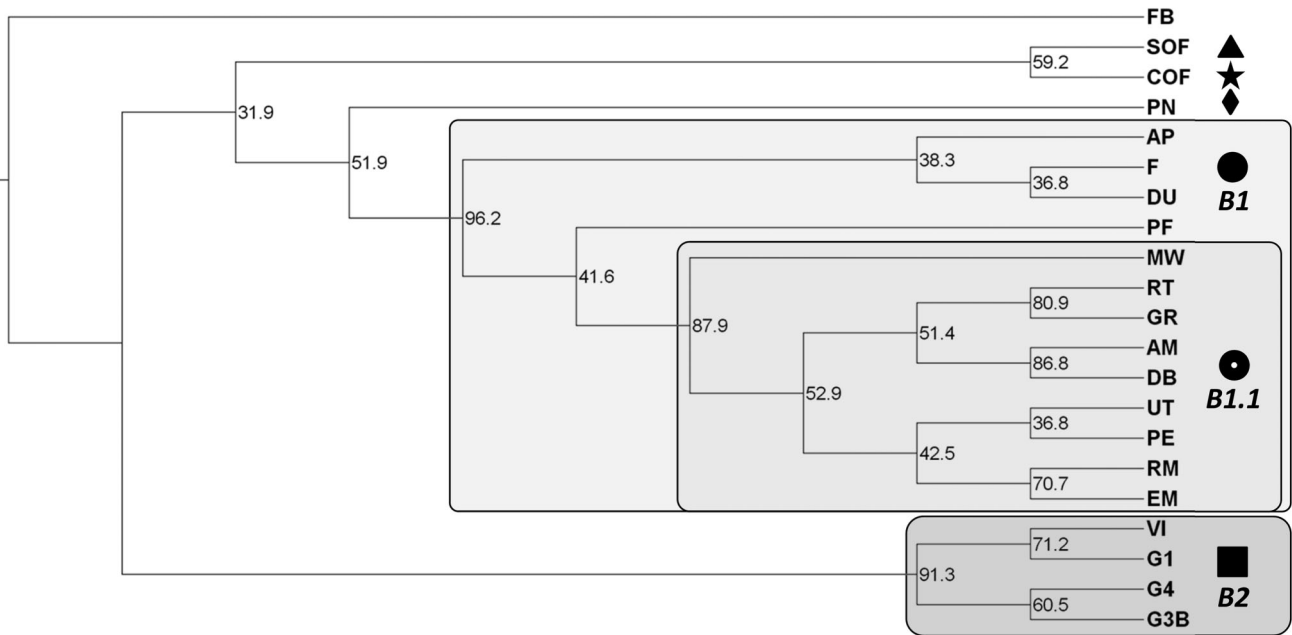 FB
SOF
59.2
COF
31.9
PN
51.9
AP
38.3
F
36.8
DU
B1
96.2
PF
41.6
MW
RT
80.9
GR
87.9
51.4
AM
86.8
DB
B1.1
52.9
UT
36.8
PE
42.5
RM
70.7
EM
VI
71.2
G1
91.3
G4
B2
60.5
G3B